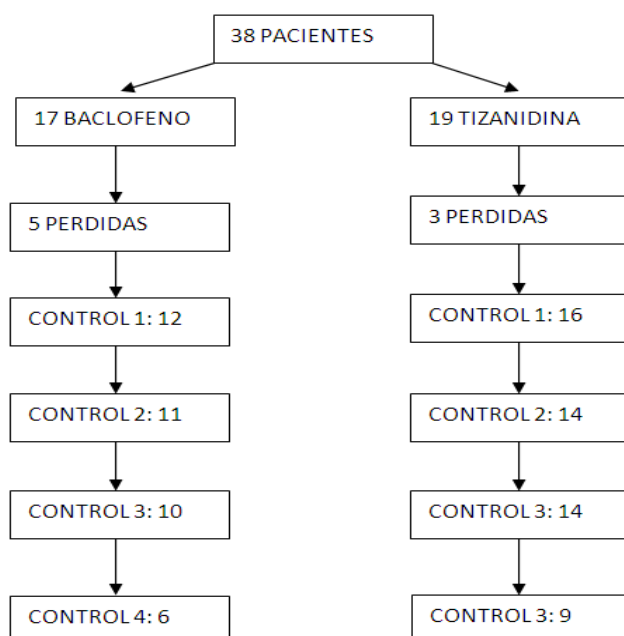 38 PACIENTES
17 BACLOFENO
19 TIZANIDINA
5 PERDIDAS
3 PERDIDAS
CONTROL 1: 12
CONTROL 1: 16
CONTROL 2: 11
CONTROL 2: 14
CONTROL 3: 10
CONTROL 3: 14
CONTROL 4: 6
CONTROL 3: 9